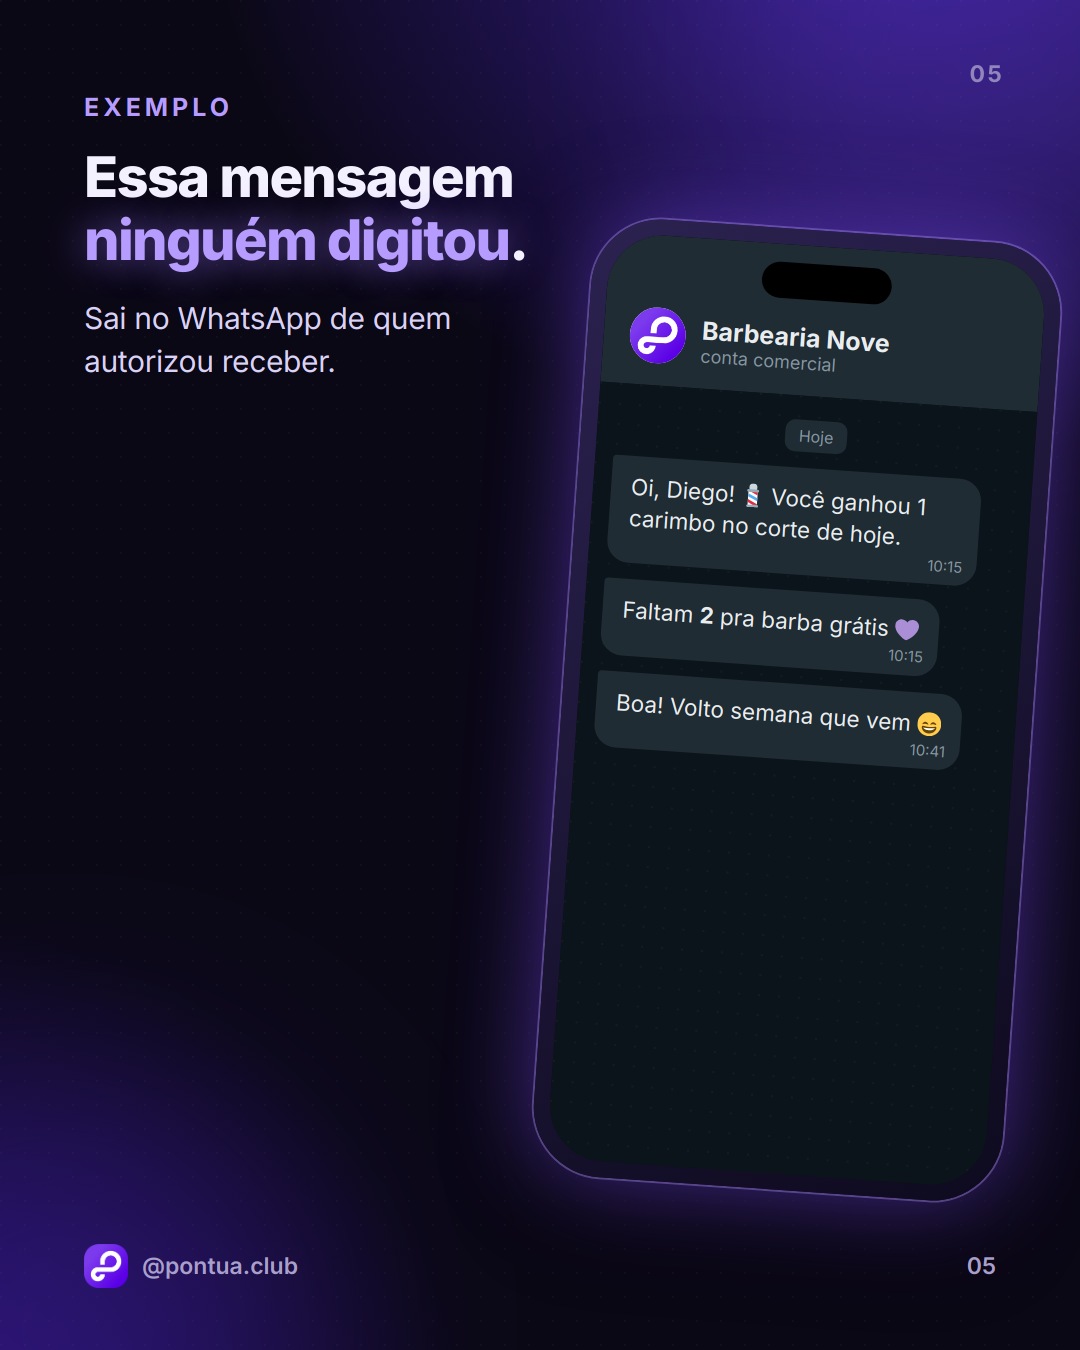 05
EXEMPLO
Essa mensagem
ninguém digitou.
Sai no WhatsApp de quem
autorizou receber.
Barbearia Nove
conta comercial
Hoje
Oi, Diego! 💈 Você ganhou 1
carimbo no corte de hoje.
10:15
Faltam 2 pra barba grátis 💜
10:15
Boa! Volto semana que vem 😄
10:41
@pontua.club
05